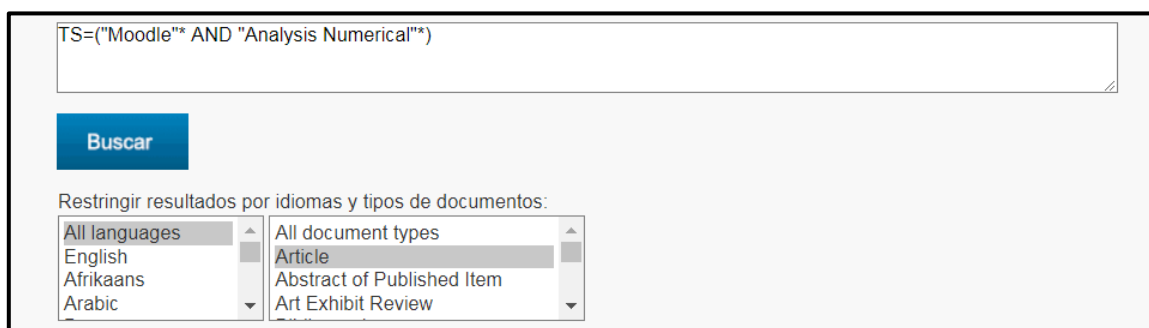 TS=("Moodle"* AND "Analysis Numerical"*)
Buscar
Restringir resultados por idiomas y tipos de documentos:
All languages
English
Afrikaans
Arabic
All document types
Article
Abstract of Published Item
Art Exhibit Review